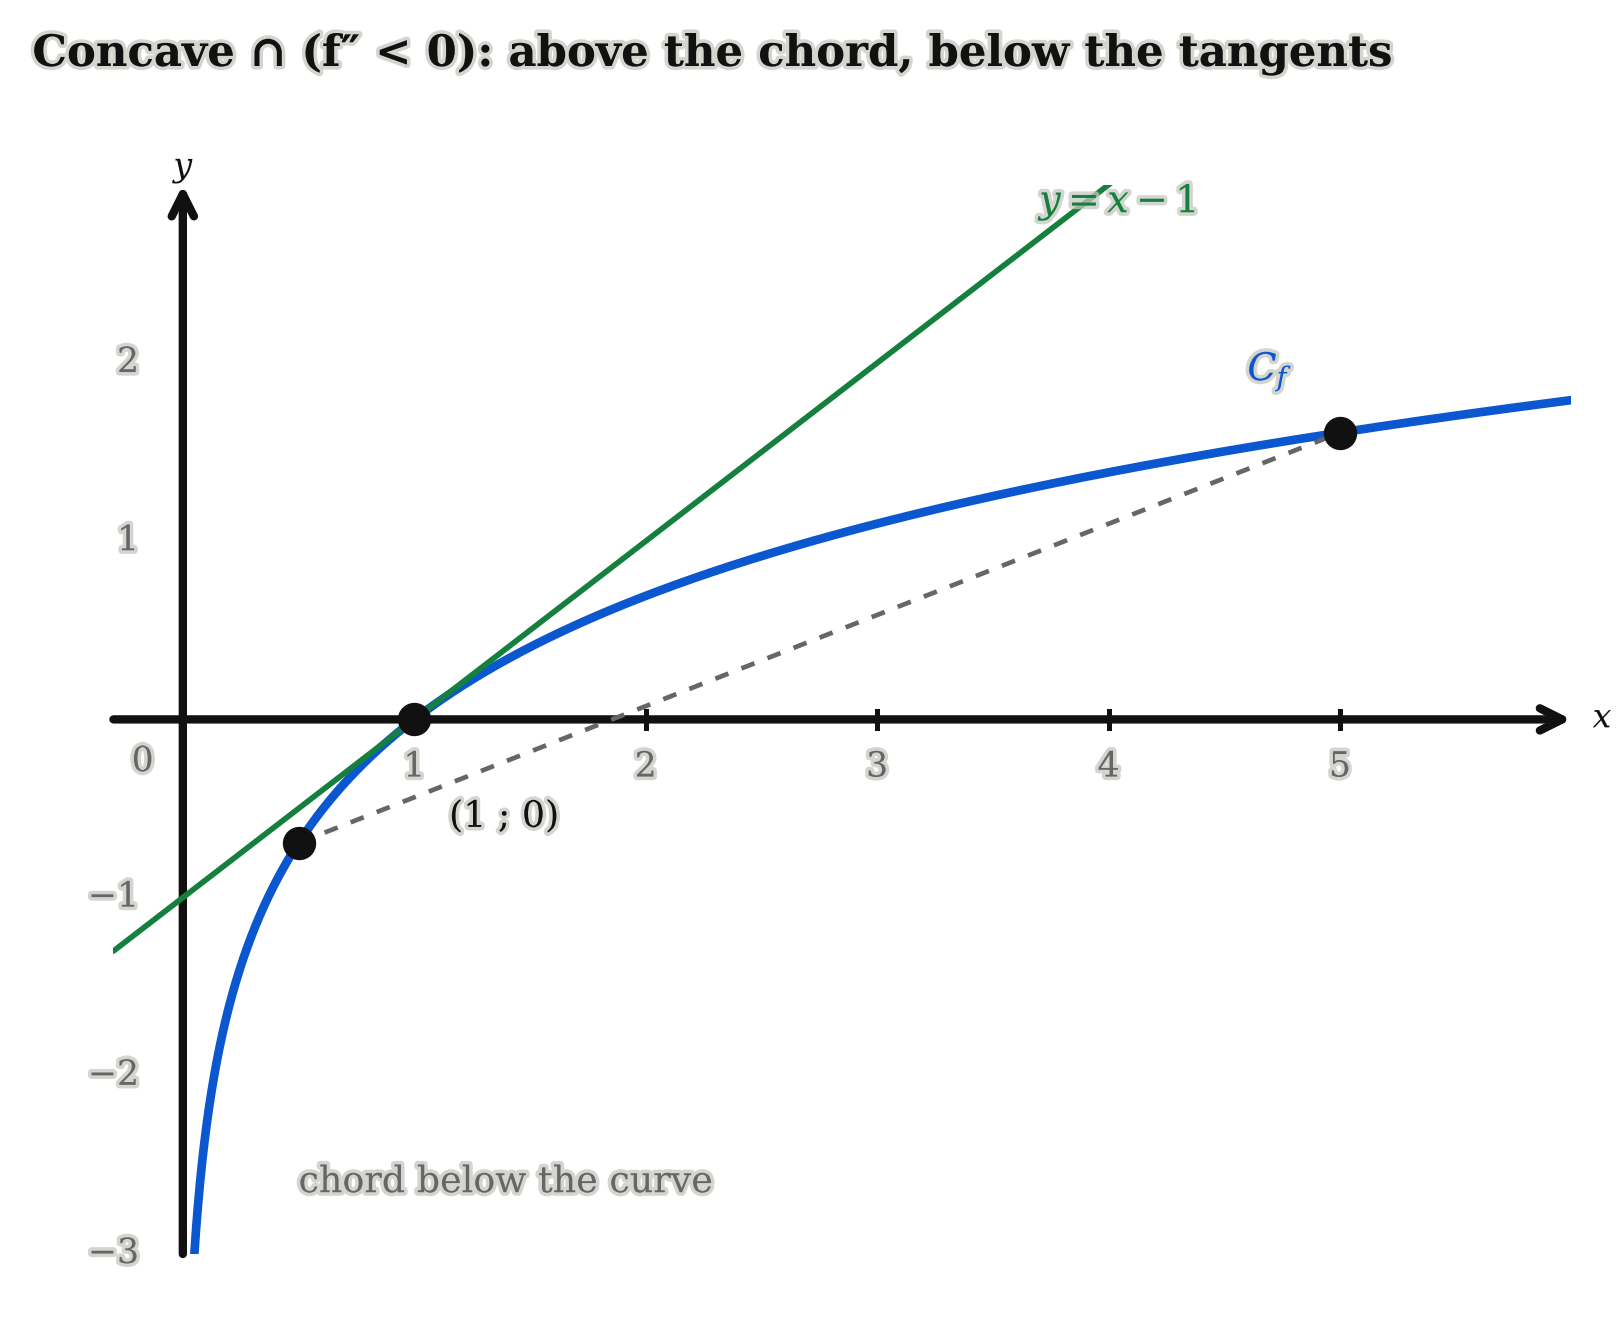 Concave ∩ (f″ < 0): above the chord, below the tangents
y
y = x − 1
2
C_f
1
x
0
1
2
3
4
5
(1 ; 0)
−1
−2
chord below the curve
−3